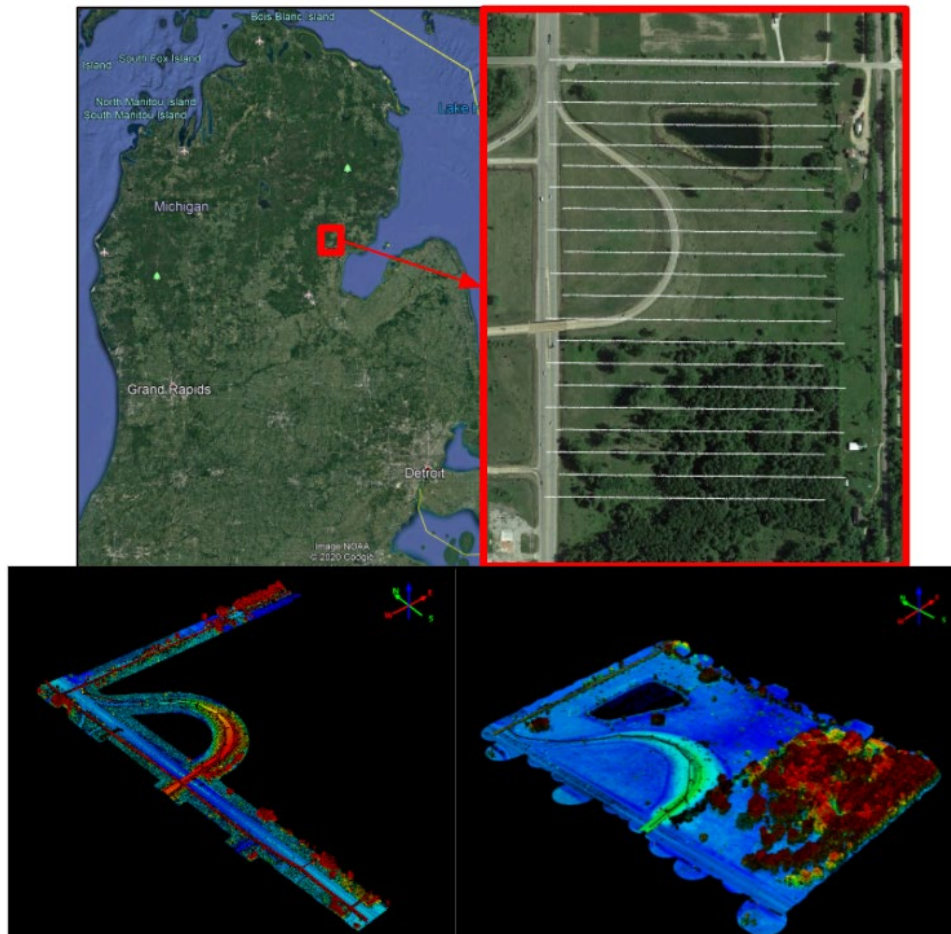 Bois Blanc Island
South Fox Island
Island
North Manitou Island
South Manitou Island
Lake H
Michigan
Grand Rapids
Detroit
Image NOAA
© 2020 Google
N
E
W
S
N
E
W
S